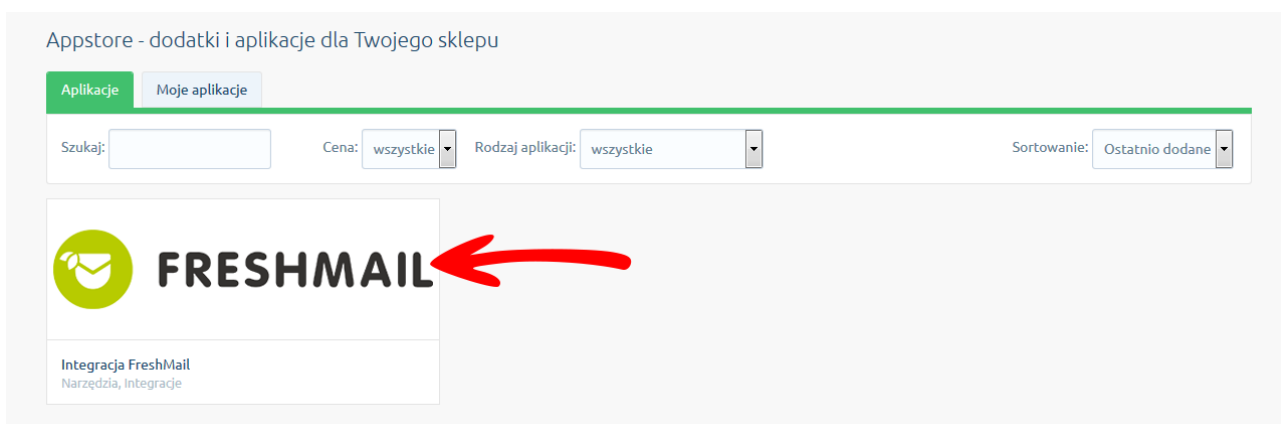 Appstore - dodatki i aplikacje dla Twojego sklepu
Aplikacje Moje aplikacje
Szukaj: Cena: wszystkie Rodzaj aplikacji: wszystkie Sortowanie: Ostatnio dodane
FRESHMAIL
Integracja FreshMail
Narzędzia, Integracje